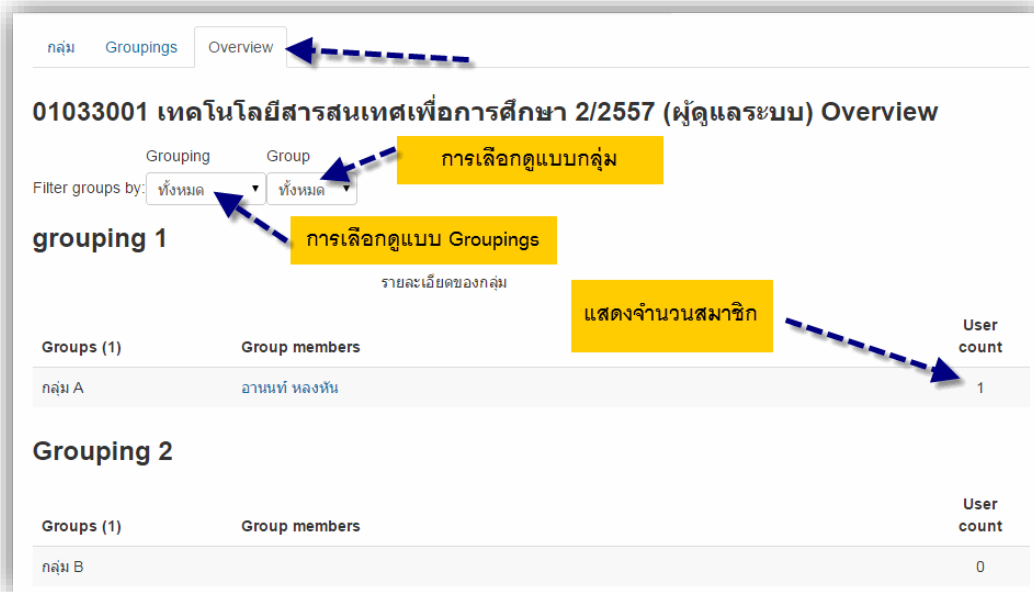 กลุ่ม Groupings Overview
01033001 เทคโนโลยีสารสนเทศเพื่อการศึกษา 2/2557 (ผู้ดูแลระบบ) Overview
Grouping Group
การเลือกดูแบบกลุ่ม
Filter groups by: ทั้งหมด ทั้งหมด
grouping 1
การเลือกดูแบบ Groupings
รายละเอียดของกลุ่ม
แสดงจำนวนสมาชิก
Groups (1) Group members User count
กลุ่ม A อานนท์ หลงหัน 1
Grouping 2
Groups (1) Group members User count
กลุ่ม B 0